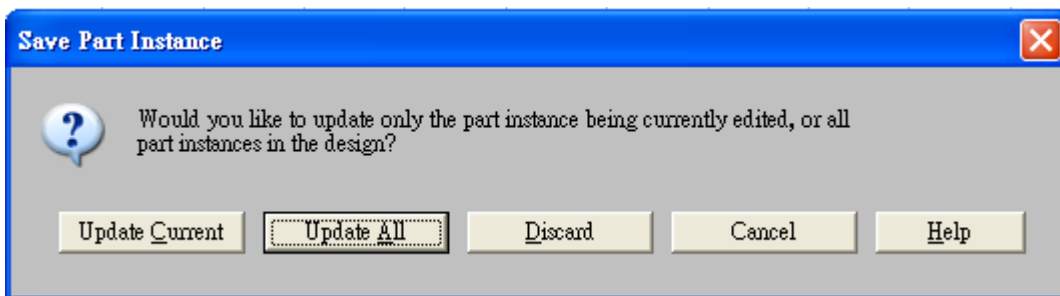 Save Part Instance
Would you like to update only the part instance being currently edited, or all
part instances in the design?
Update Current
Update All
Discard
Cancel
Help